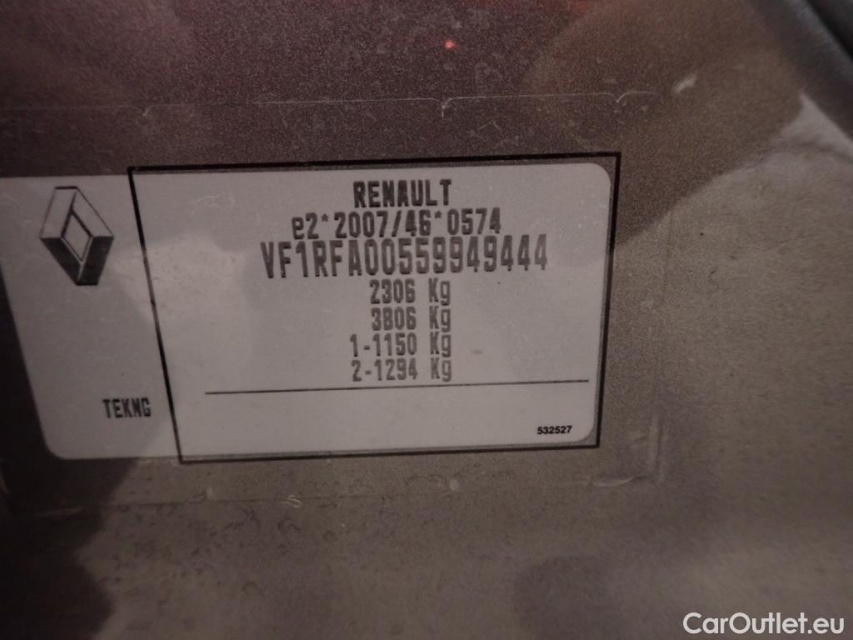 RENAULT
e2*2007/46*0574
VF1RFA00559949444
2306 Kg
3806 Kg
1-1150 Kg
2-1294 Kg
TEKNG
532527
CarOutlet.eu